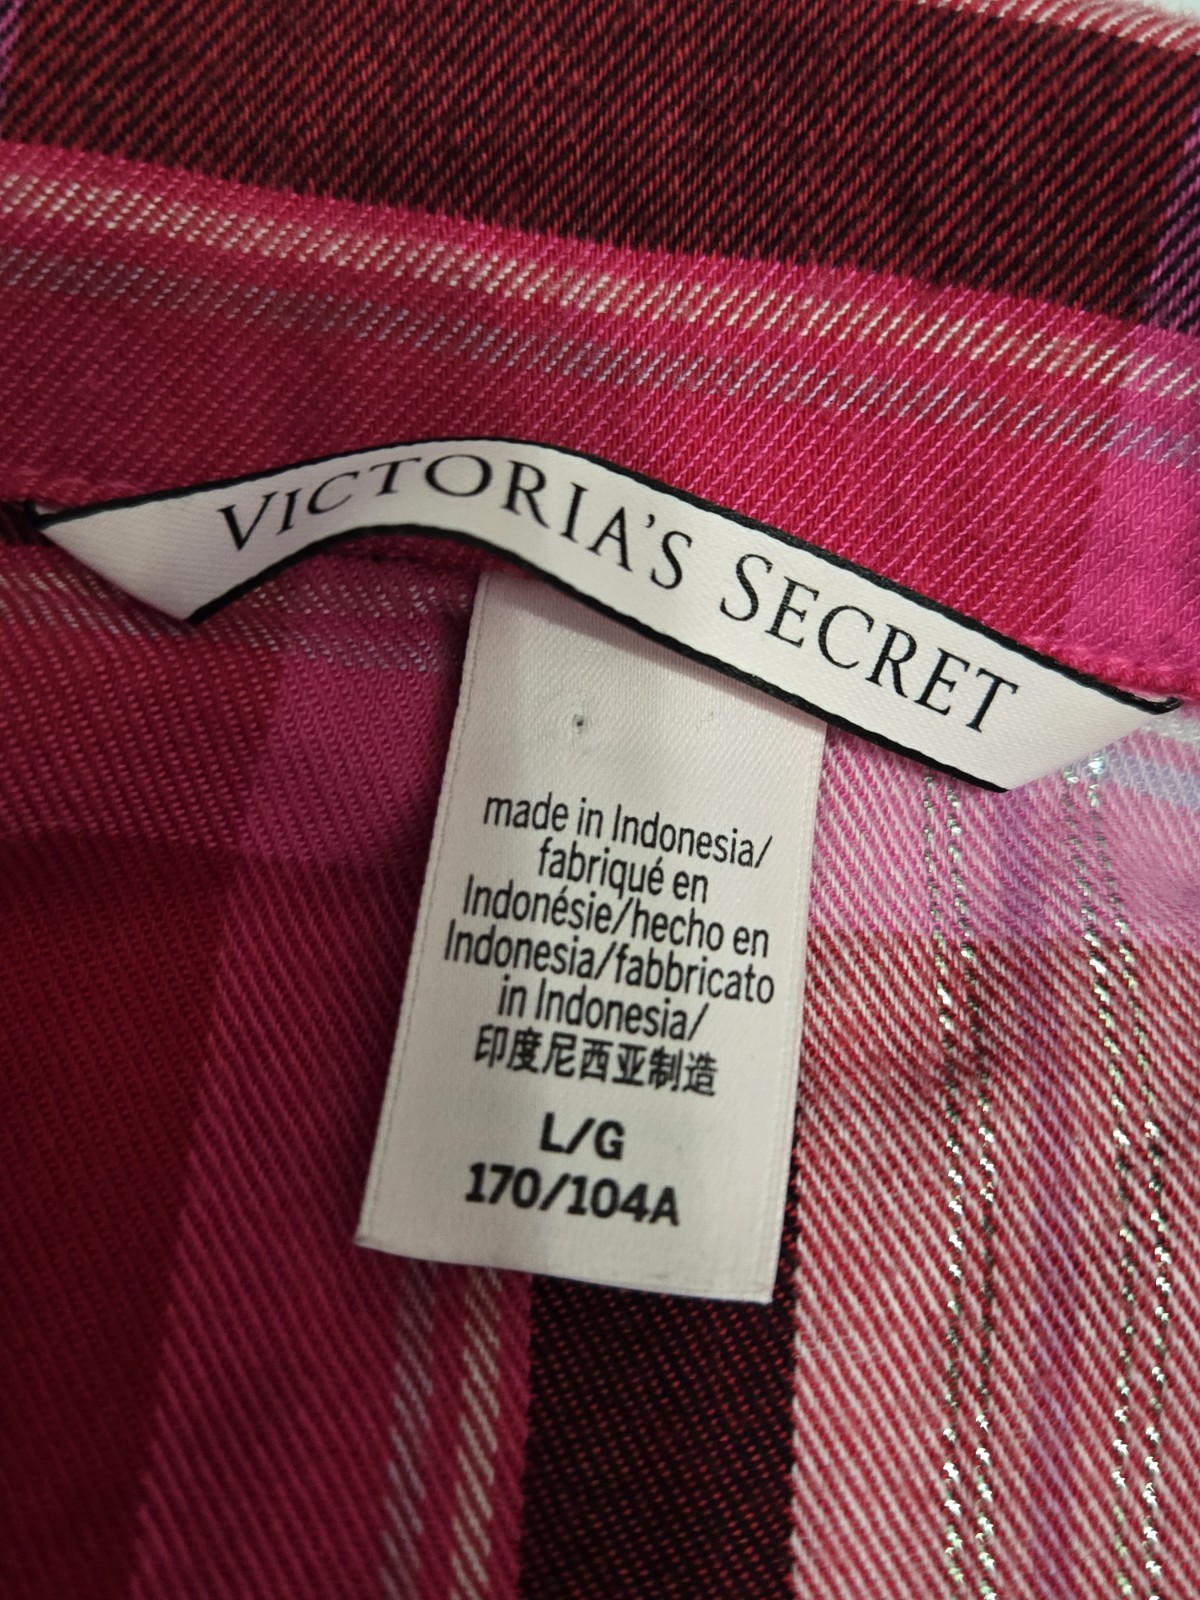 VICTORIA'S SECRET
made in Indonesia/
fabriqué en
Indonésie/hecho en
Indonesia/fabbricato
in Indonesia/
印度尼西亚制造
L/G
170/104A